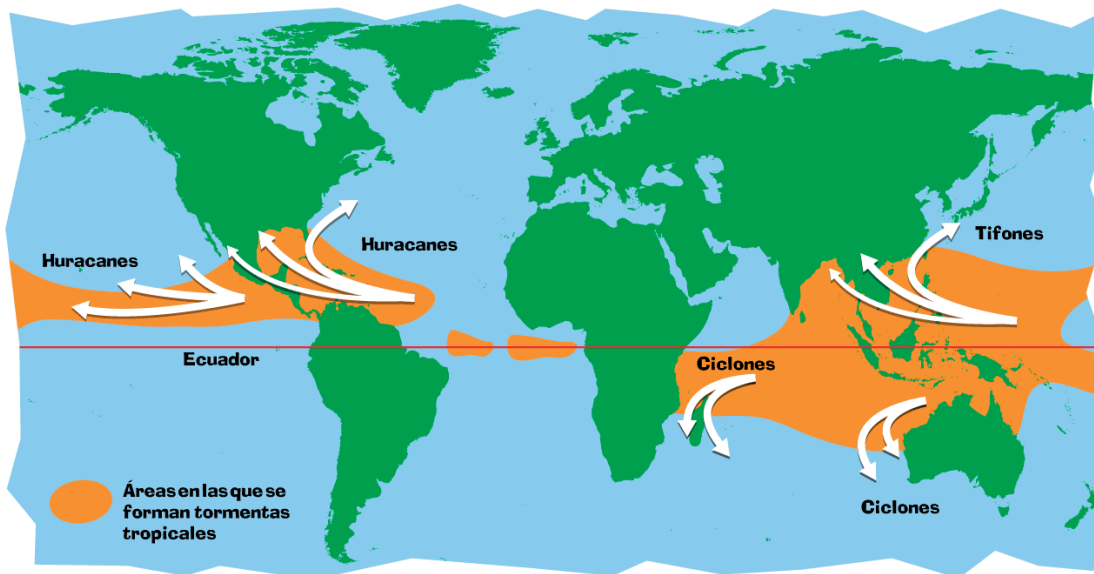 Huracanes
Huracanes
Tifones
Ecuador
Ciclones
Ciclones
Áreas en las que se
forman tormentas
tropicales